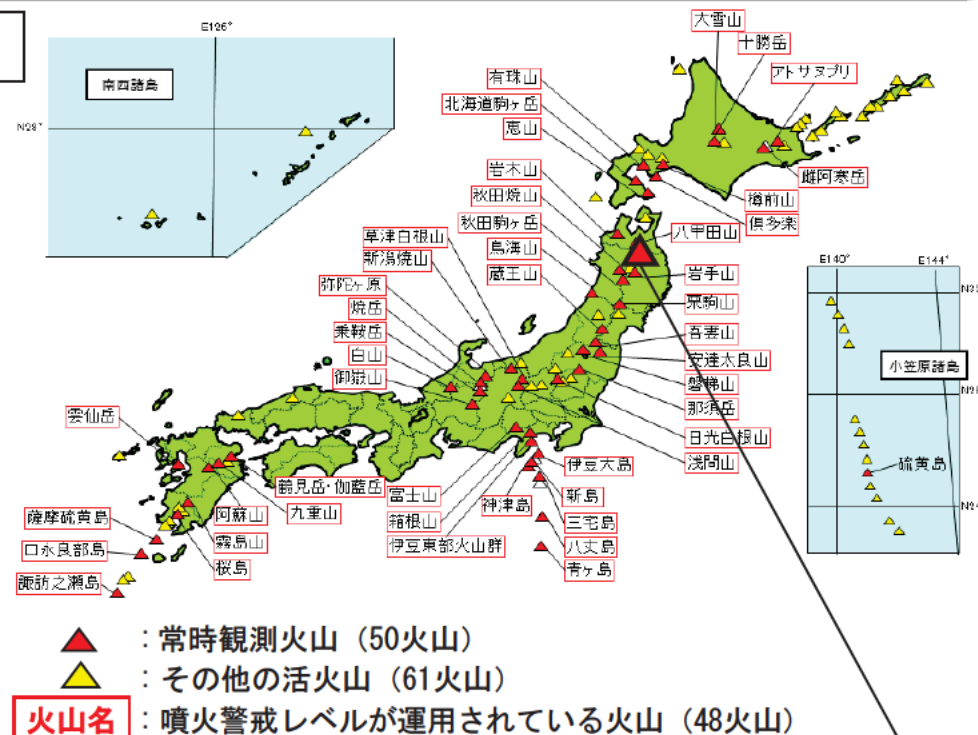 E126°
南西諸島
N28°
大雪山
十勝岳
アトサヌプリ
有珠山
北海道駒ヶ岳
恵山
雌阿寒岳
樽前山
倶多楽
岩木山
秋田焼山
秋田駒ヶ岳
鳥海山
蔵王山
八甲田山
岩手山
栗駒山
吾妻山
安達太良山
磐梯山
那須岳
日光白根山
浅間山
草津白根山
新潟焼山
弥陀ヶ原
焼岳
乗鞍岳
白山
御嶽山
雲仙岳
鶴見岳・伽藍岳
九重山
阿蘇山
霧島山
桜島
薩摩硫黄島
口永良部島
諏訪之瀬島
富士山
箱根山
伊豆東部火山群
伊豆大島
新島
神津島
三宅島
八丈島
青ヶ島
E140°
E144°
小笠原諸島
硫黄島
N24
:常時観測火山(50火山)
:その他の活火山(61火山)
火山名:噴火警戒レベルが運用されている火山(48火山)